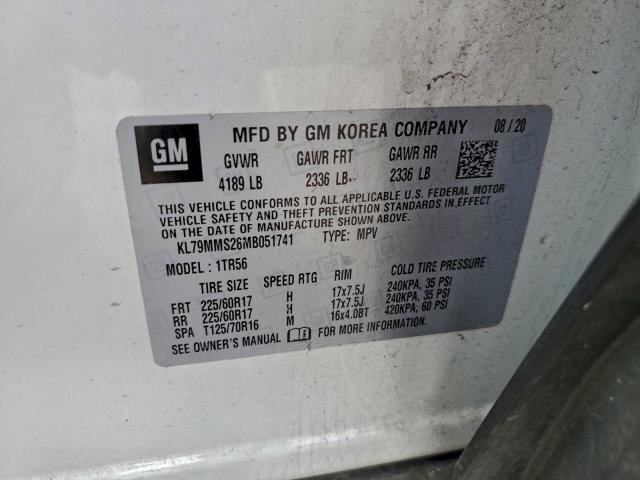 GM
MFD BY GM KOREA COMPANY 08/20
GVWR GAWR FRT GAWR RR
4189 LB 2336 LB 2336 LB
THIS VEHICLE CONFORMS TO ALL APPLICABLE U.S. FEDERAL MOTOR
VEHICLE SAFETY AND THEFT PREVENTION STANDARDS IN EFFECT
ON THE DATE OF MANUFACTURE SHOWN ABOVE.
KL79MMS26MB051741 TYPE: MPV
MODEL: 1TR56
TIRE SIZE SPEED RTG RIM COLD TIRE PRESSURE
FRT 225/60R17 H 17x7.5J 240KPA, 35 PSI
RR 225/60R17 H 17x7.5J 240KPA, 35 PSI
SPA T125/70R16 M 16x4.0BT 420KPA, 60 PSI
SEE OWNER'S MANUAL FOR MORE INFORMATION